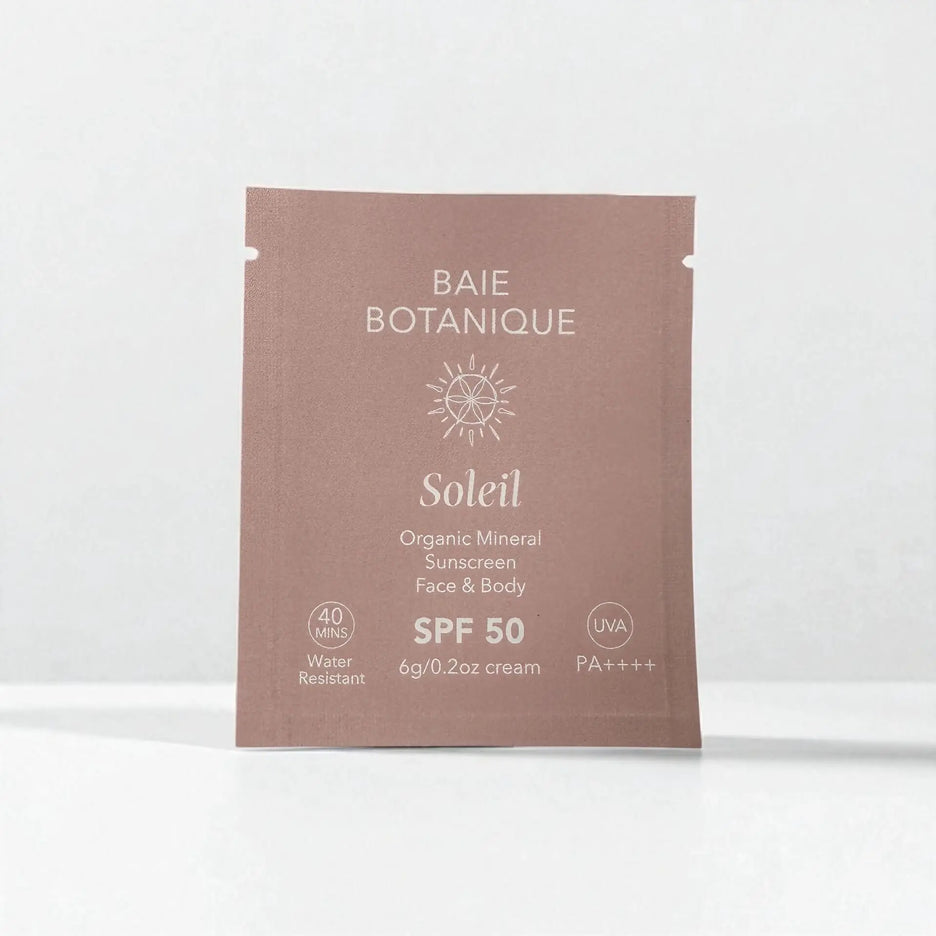 BAIE
BOTANIQUE
Soleil
Organic Mineral
Sunscreen
Face & Body
40
MINS
Water
Resistant
SPF 50
6g/0.2oz cream
UVA
PA++++